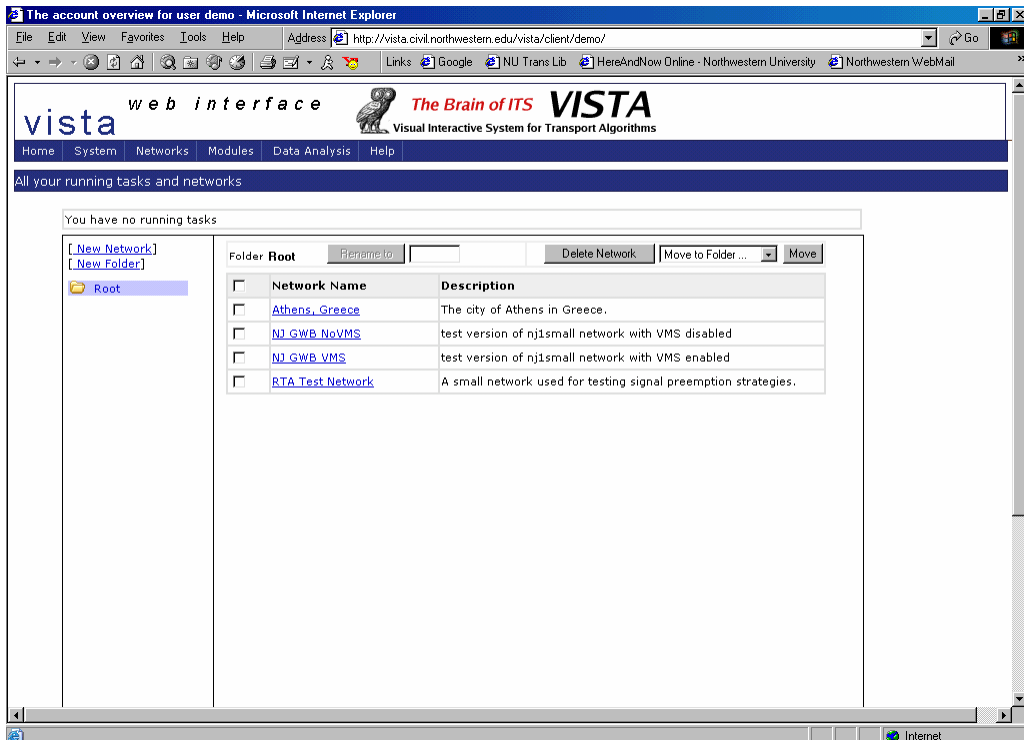 The account overview for user demo - Microsoft Internet Explorer
File Edit View Favorites Tools Help Address http://vista.civil.northwestern.edu/vista/client/demo/ Go
Links Google NU Trans Lib HereAndNow Online - Northwestern University Northwestern WebMail
web interface
vista
The Brain of ITS VISTA
Visual Interactive System for Transport Algorithms
Home System Networks Modules Data Analysis Help
All your running tasks and networks
You have no running tasks
[ New Network]
[ New Folder]
Root
Folder Root Rename to Delete Network Move to Folder ... Move
Network Name Description
Athens, Greece The city of Athens in Greece.
NJ GWB NoVMS test version of nj1small network with VMS disabled
NJ GWB VMS test version of nj1small network with VMS enabled
RTA Test Network A small network used for testing signal preemption strategies.
Internet